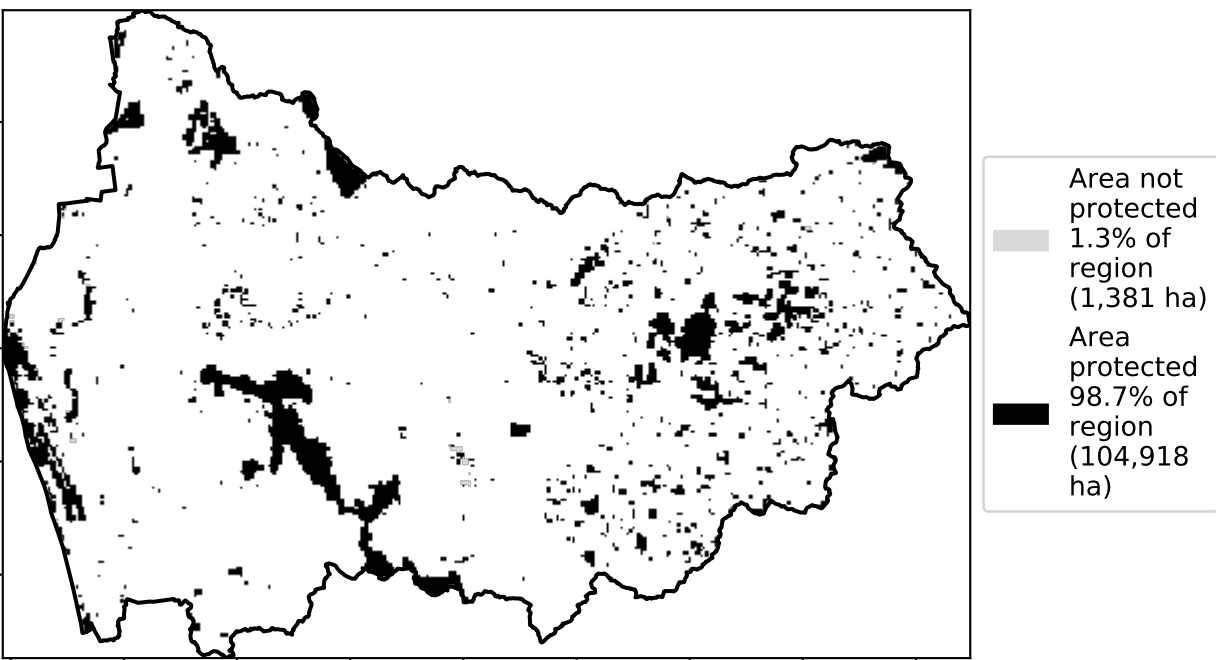 Area not
protected
1.3% of
region
(1,381 ha)
Area
protected
98.7% of
region
(104,918
ha)